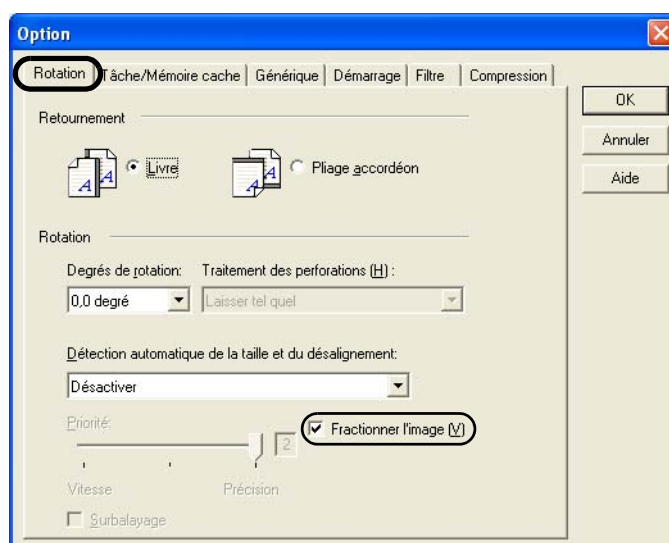 Option
Rotation Tâche/Mémoire cache Générique Démarrage Filtre Compression
OK
Annuler
Aide
Retournement
A A Livre A A Pliage accordéon
Rotation
Degrés de rotation: Traitement des perforations (H) :
0,0 degré Laisser tel quel
Détection automatique de la taille et du désalignement:
Désactiver
Priorité: Fractionner l'image (V)
2
Vitesse Précision
Surbalayage